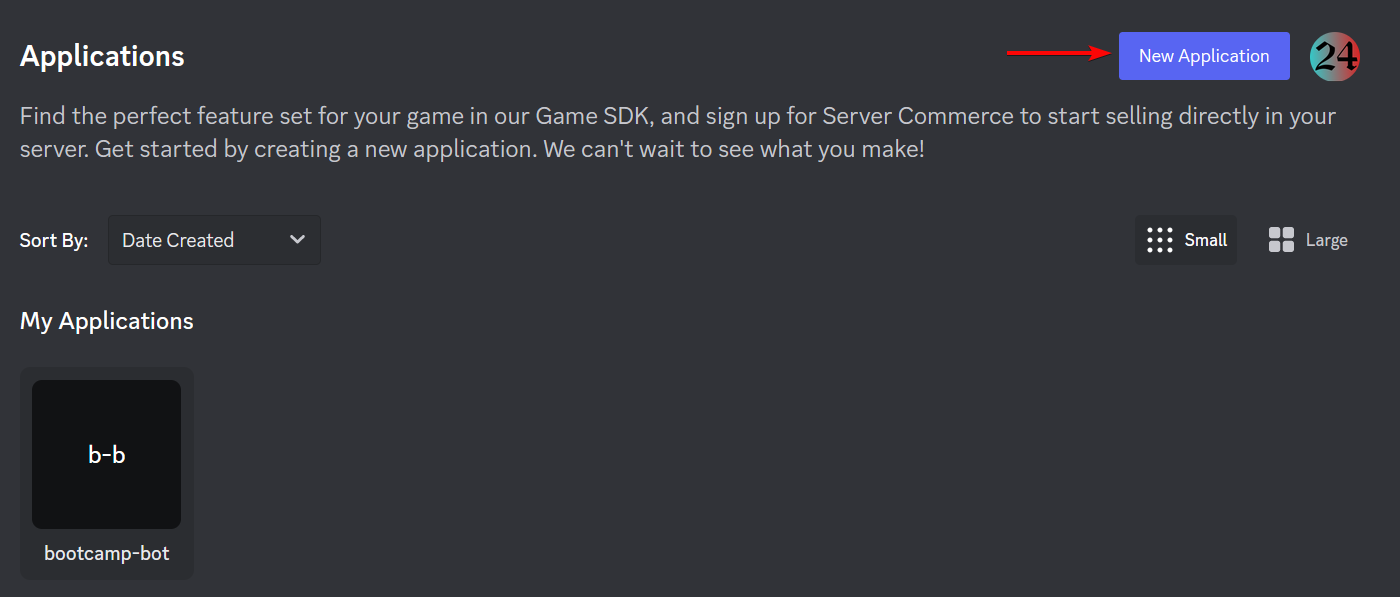 Applications
New Application
24
Find the perfect feature set for your game in our Game SDK, and sign up for Server Commerce to start selling directly in your
server. Get started by creating a new application. We can't wait to see what you make!
Sort By:
Date Created
Small
Large
My Applications
b-b
bootcamp-bot